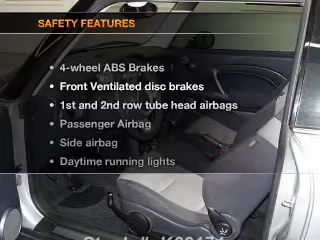 SAFETY FEATURES
• 4-wheel ABS Brakes
• Front Ventilated disc brakes
• 1st and 2nd row tube head airbags
• Passenger Airbag
• Side airbag
• Daytime running lights